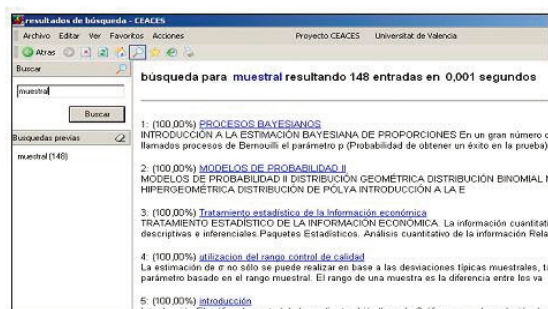 resultados de búsqueda - CEACES
Archivo Editar Ver Favoritos Acciones Proyecto CEACES Universitat de Valencia
Atras
Buscar
muestral
Buscar
Busquedas previas
muestral (148)
búsqueda para muestral resultando 148 entradas en 0,001 segundos
1: (100,00%) PROCESOS BAYESIANOS
INTRODUCCIÓN A LA ESTIMACIÓN BAYESIANA DE PROPORCIONES En un gran número
llamados procesos de Bernouilli el parámetro p (Probabilidad de obtener un éxito en la prueba)
2: (100,00%) MODELOS DE PROBABILIDAD II
MODELOS DE PROBABILIDAD II DISTRIBUCIÓN GEOMÉTRICA DISTRIBUCIÓN BINOMIAL
HIPERGEOMÉTRICA DISTRIBUCIÓN DE PÓLYA INTRODUCCIÓN A LA E
3: (100,00%) Tratamiento estadístico de la Información económica
TRATAMIENTO ESTADÍSTICO DE LA INFORMACIÓN ECONÓMICA. La información cuantitati
descriptivas e inferenciales.Paquetes Estadísticos. Análisis cuantitativo de la información Rela
4: (100,00%) utilizacion del rango control de calidad
La estimación de σ no sólo se puede realizar en base a las desviaciones típicas muestrales, t
parámetro basado en el rango muestral. El rango de una muestra es la diferencia entre los va
5: (100,00%) introducción